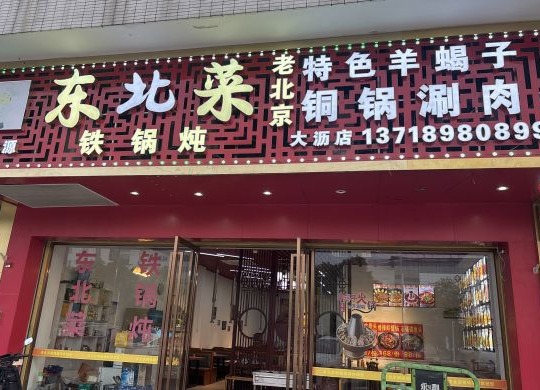 东北菜
铁锅炖
老北京
特色羊蝎子
铜锅涮肉
大沥店 13718980899
源
东北菜
铁锅炖